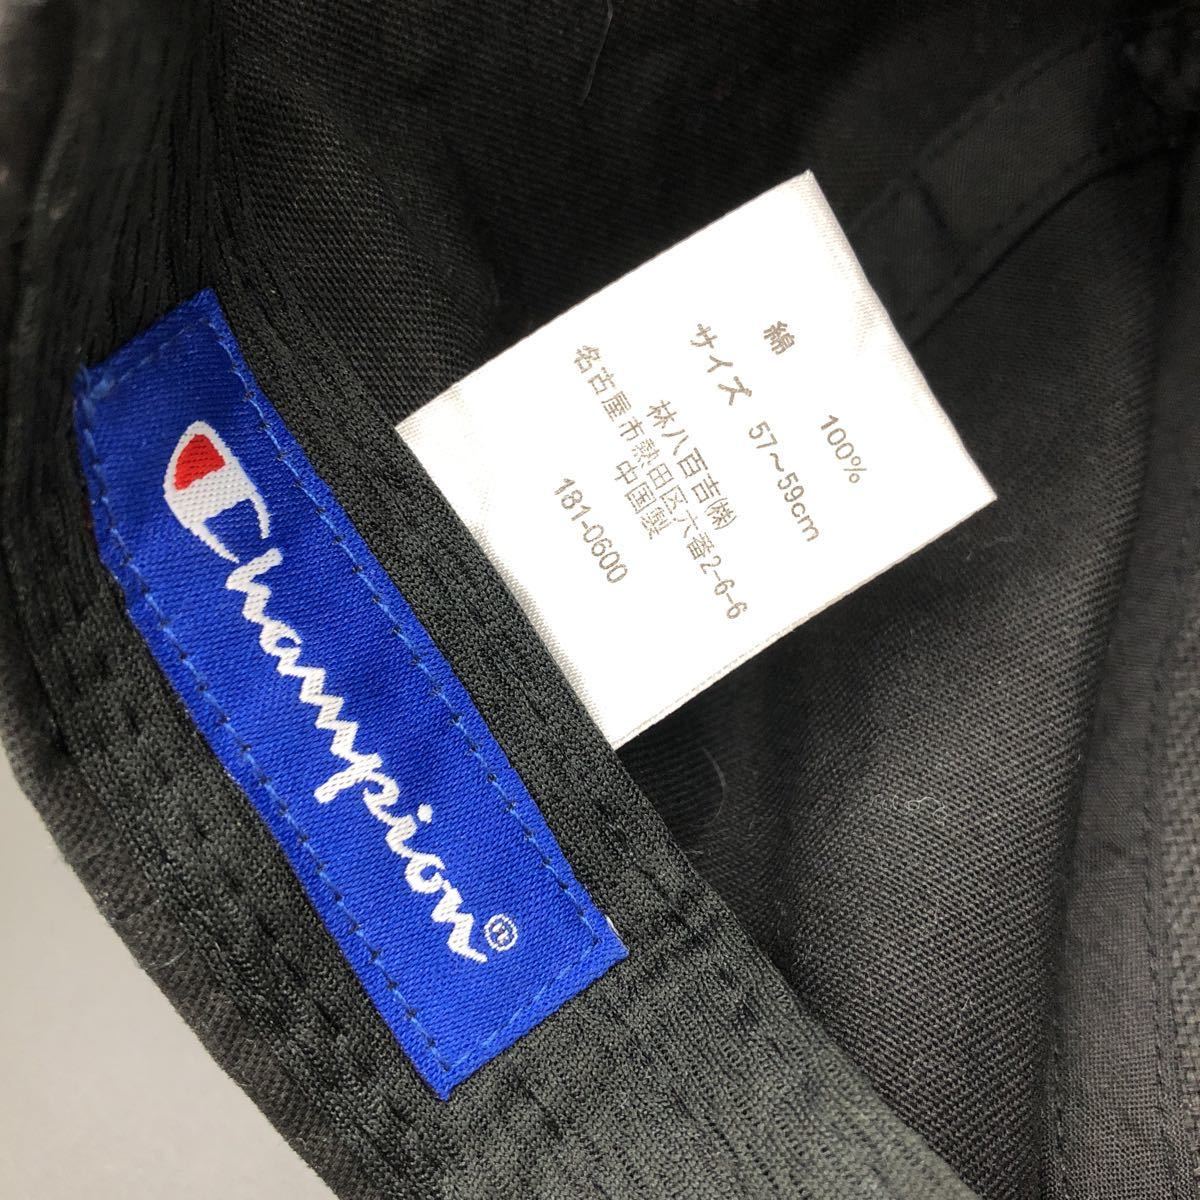 Champion®
綿 100%
サイズ 57~59cm
林八百吉㈱
名古屋市熱田区六番2-6-6
中国製
181-0600